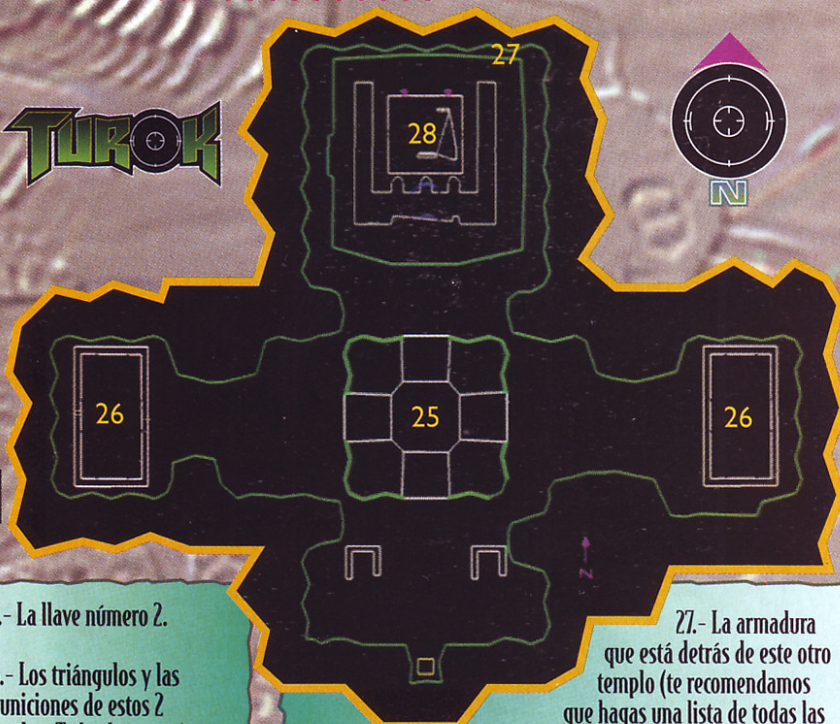 27
TUROK
28
N
26
25
26
N
.- La llave número 2.
.- Los triángulos y las
uniciones de estos 2
27.- La armadura
que está detrás de este otro
templo (te recomendamos
que hagas una lista de todas las